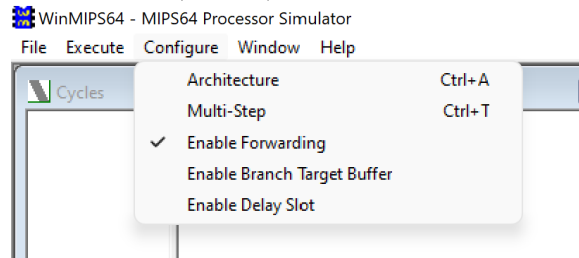 WinMIPS64 - MIPS64 Processor Simulator
File Execute Configure Window Help
Cycles
Architecture Ctrl+A
Multi-Step Ctrl+T
Enable Forwarding
Enable Branch Target Buffer
Enable Delay Slot